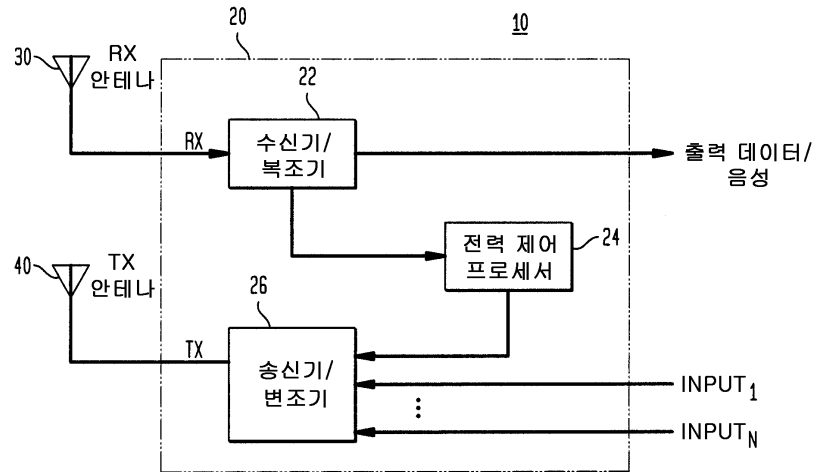 20
10
30
RX
안테나
22
RX
수신기/
복조기
출력 데이터/
음성
전력 제어
프로세서
24
40
TX
안테나
26
TX
송신기/
변조기
INPUT1
⋮
INPUTN